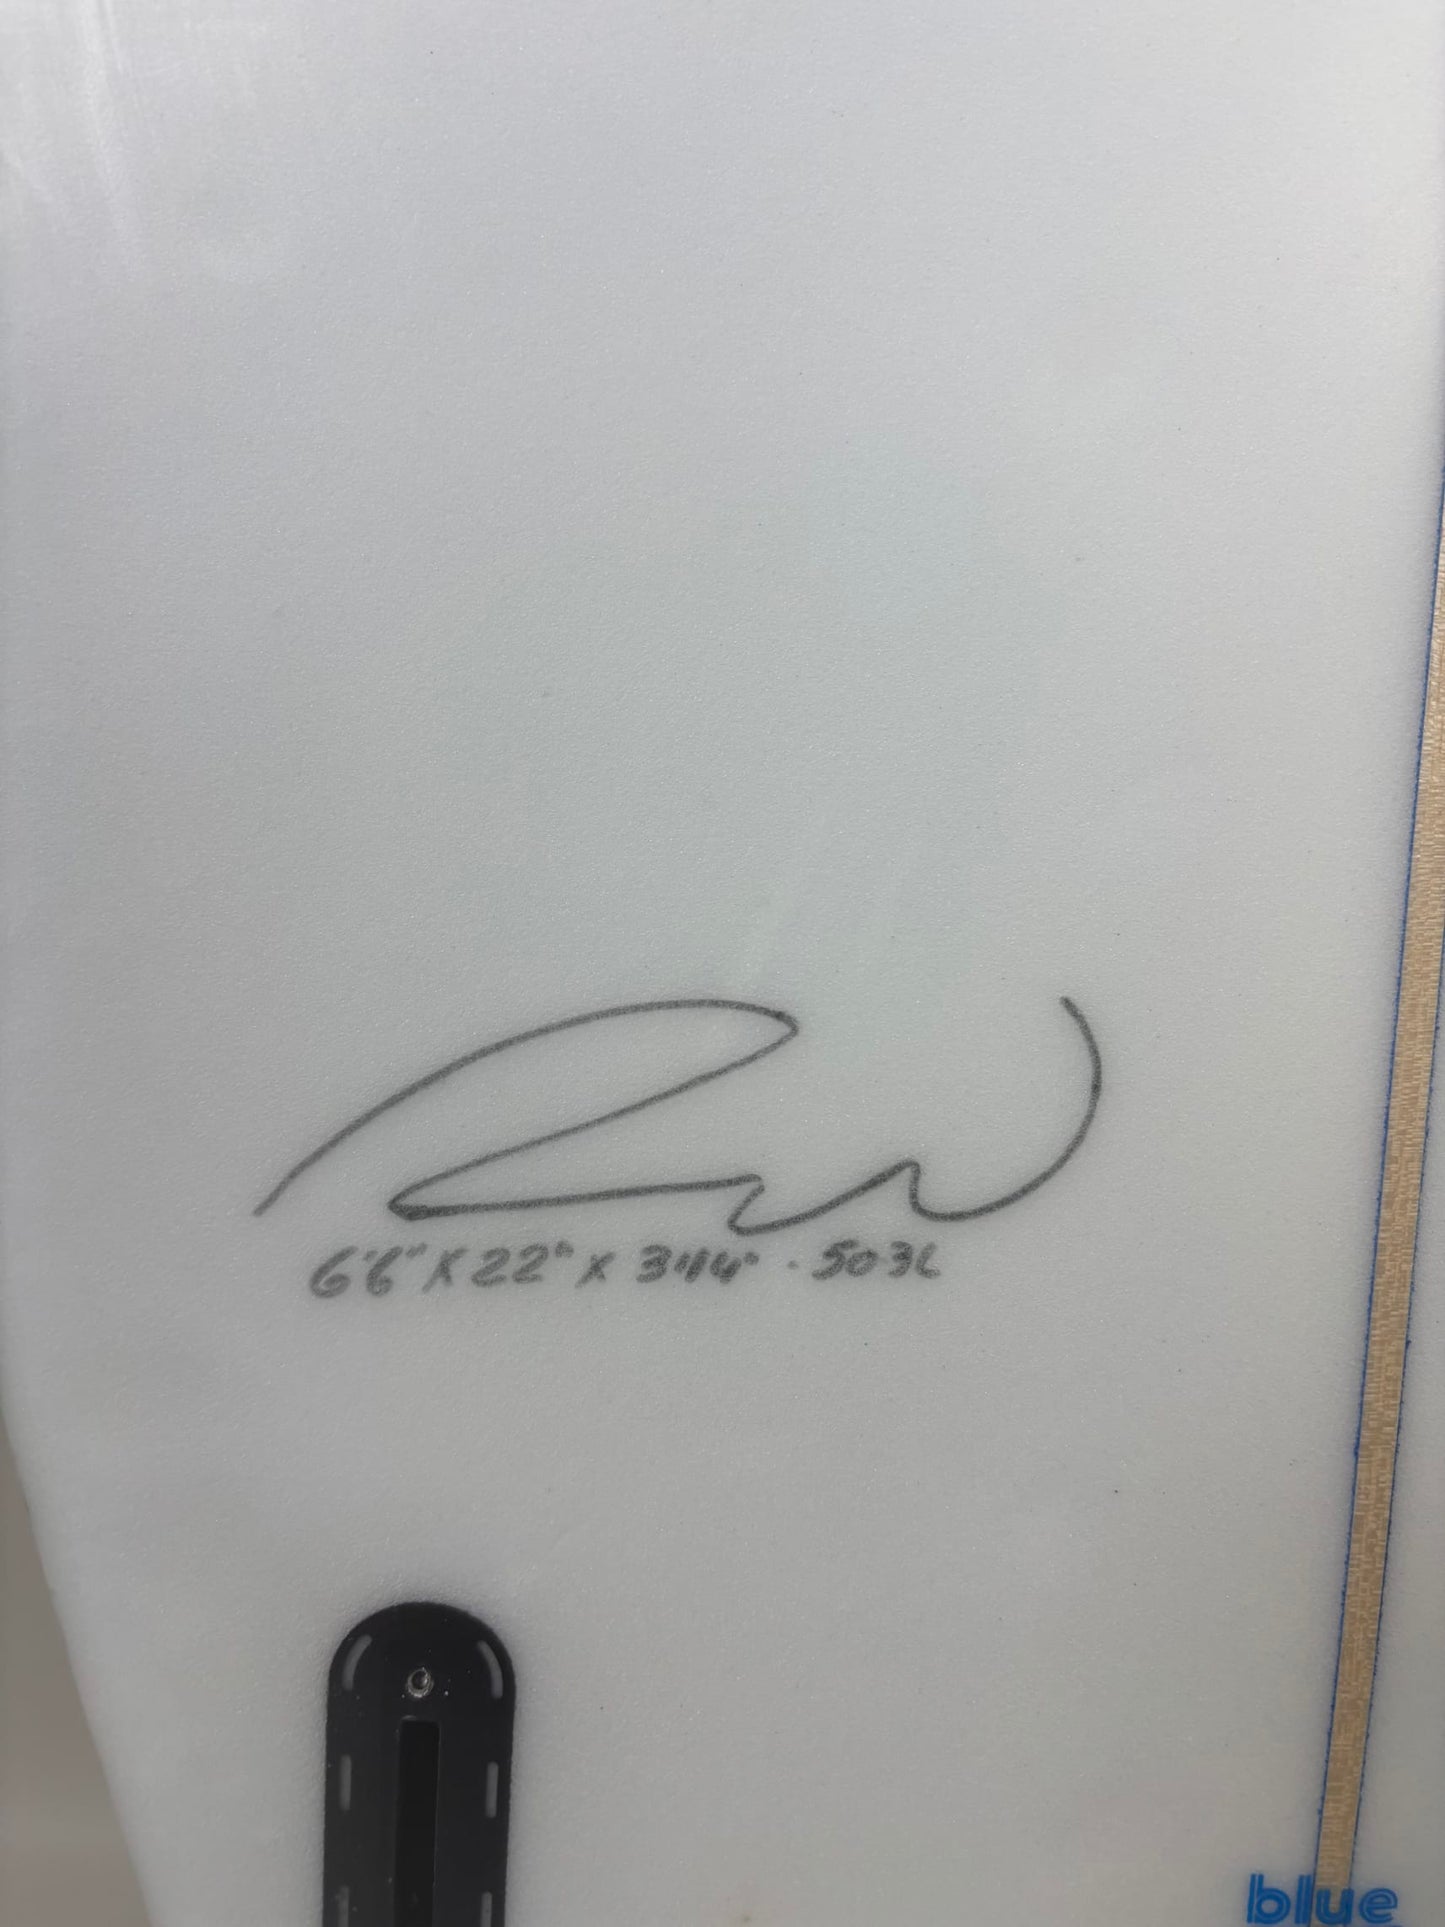 6'6" x 22" x 3 1/4" . 50.3L
blue